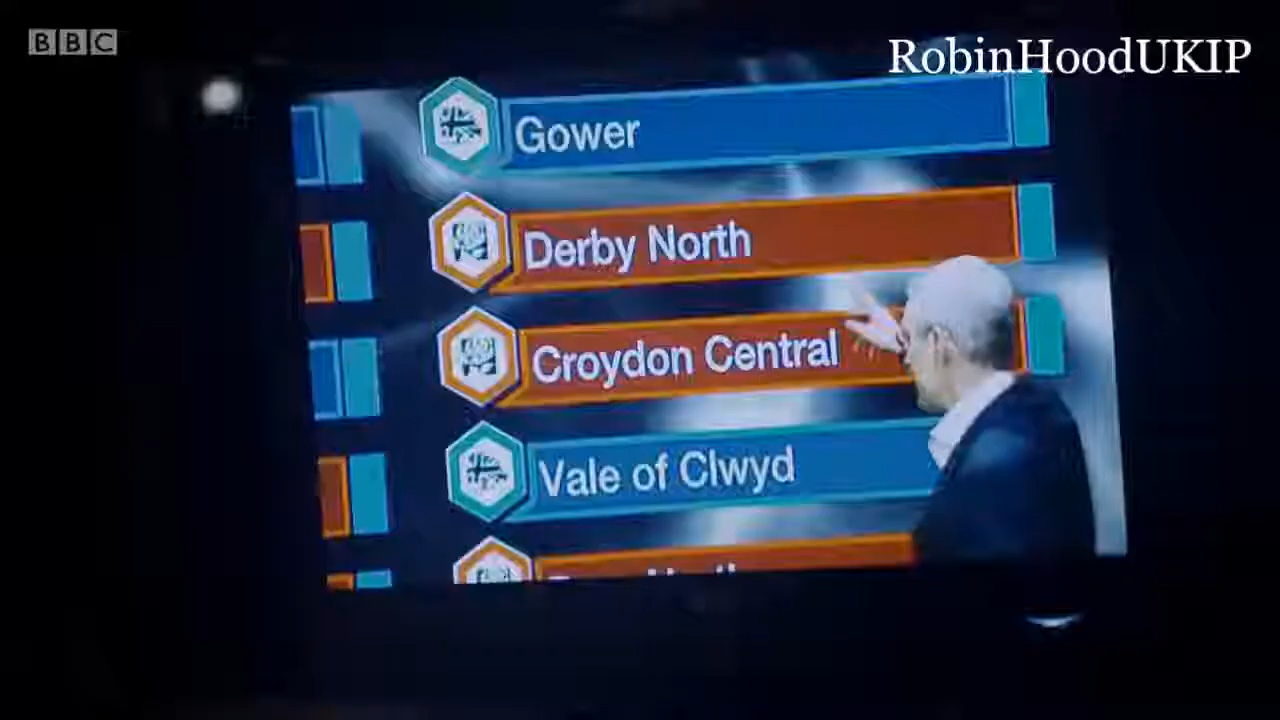 BBC
RobinHoodUKIP
Gower
Derby North
Croydon Central
Vale of Clwyd